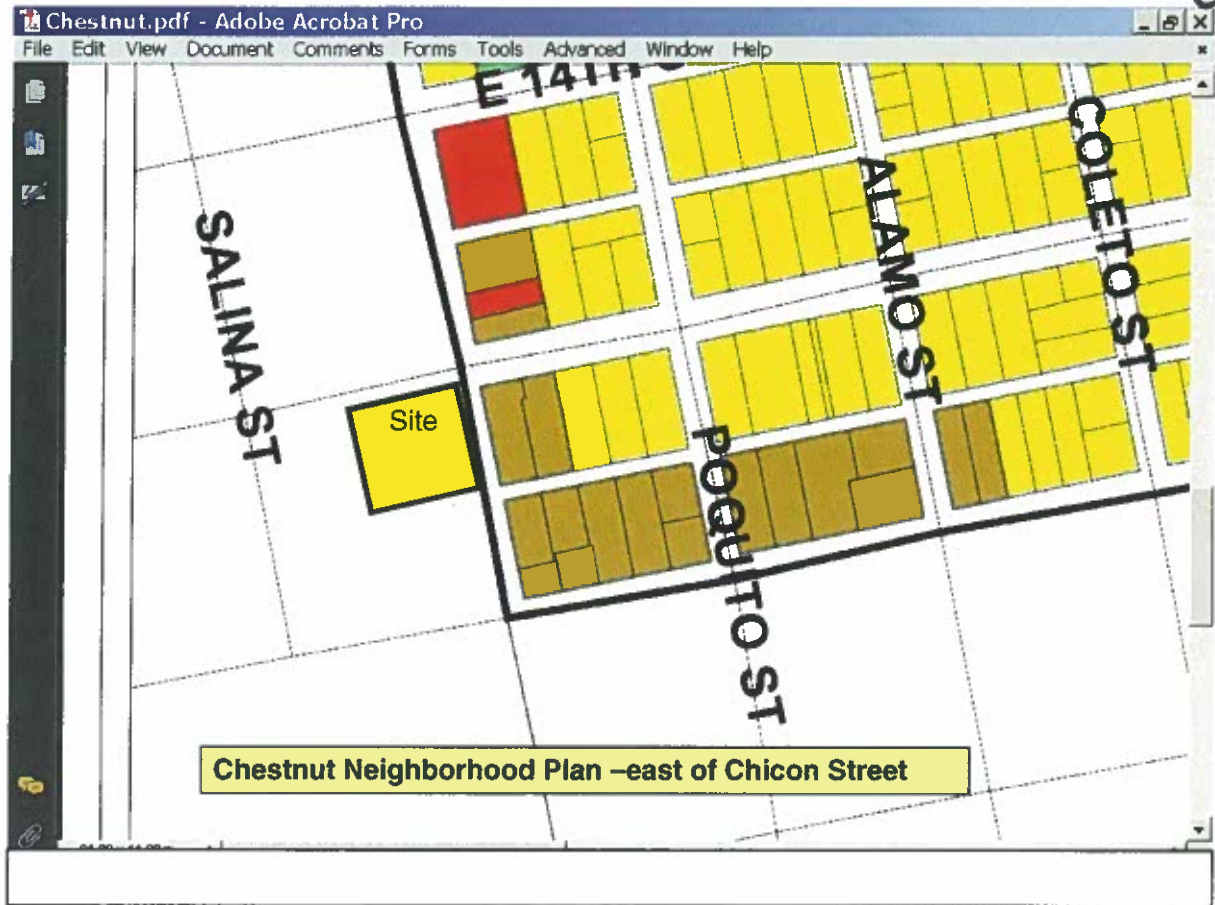 Chestnut.pdf - Adobe Acrobat Pro
File Edit View Document Comments Forms Tools Advanced Window Help
E 14TH
SALINA ST
ALAMO ST
COLETO ST
Site
POQUITO ST
Chestnut Neighborhood Plan –east of Chicon Street